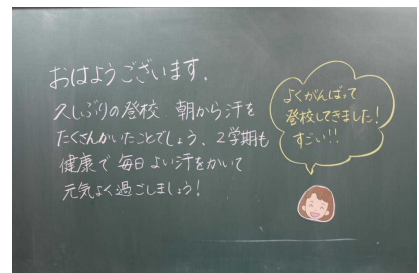 おはようございます.
久しぶりの登校 朝から汗を
たくさんかいたことでしょう、2学期も
健康で毎日よい汗をかいて
元気よく過ごしましょう!
よくがんばって
登校してきました!
すごい!!